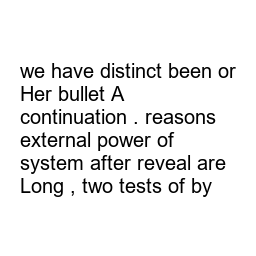 we have distinct been or
Her bullet A
continuation . reasons
external power of
system after reveal are
Long , two tests of by